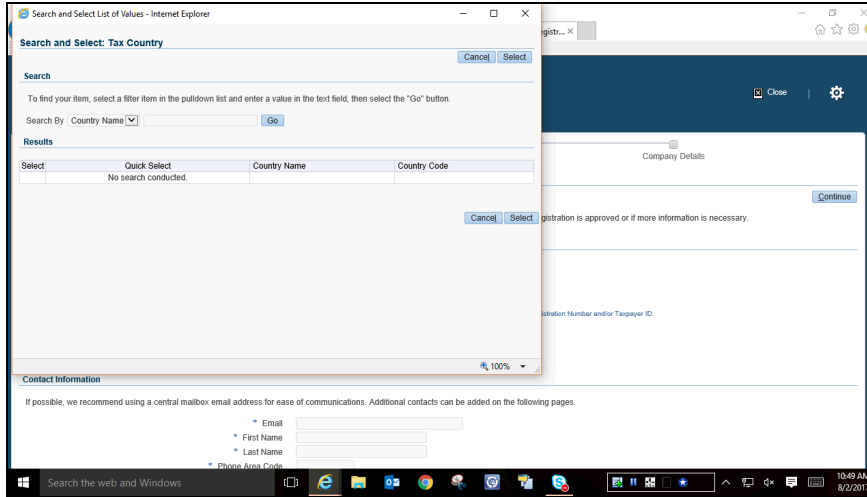 Search and Select List of Values - Internet Explorer
egistr...
Search and Select: Tax Country
Cancel Select
Search
To find your item, select a filter item in the pulldown list and enter a value in the text field, then select the "Go" button.
Close
Search By Country Name Go
Results
Company Details
Select Quick Select Country Name Country Code
No search conducted.
Continue
Cancel Select
gistration is approved or if more information is necessary.
istration Number and/or Taxpayer ID.
100%
Contact Information
If possible, we recommend using a central mailbox email address for ease of communications. Additional contacts can be added on the following pages.
* Email
* First Name
* Last Name
* Phone Area Code
Search the web and Windows
10:49 AM
8/2/201